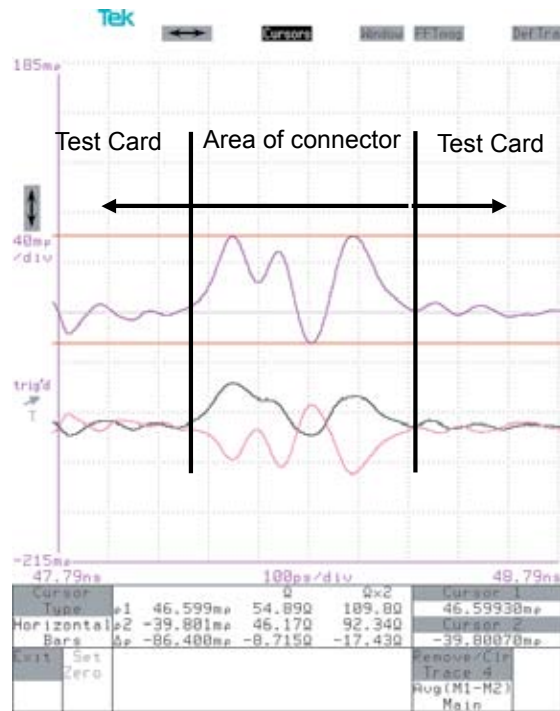 Tek
Cursors Window FFTmag DefTra
185mρ
Test Card Area of connector Test Card
40mρ
/div
trig'd
T
-215mρ
47.79ns 100ps/div 48.79ns
Cursor Ω Ω×2 Cursor 1
Type ρ1 46.599mρ 54.89Ω 109.8Ω 46.59930mρ
Horizontal ρ2 -39.801mρ 46.17Ω 92.34Ω Cursor 2
Bars Δρ -86.400mρ -8.715Ω -17.43Ω -39.80070mρ
Exit Set Remove/Clr
Zero Trace 4
Avg(M1-M2)
Main